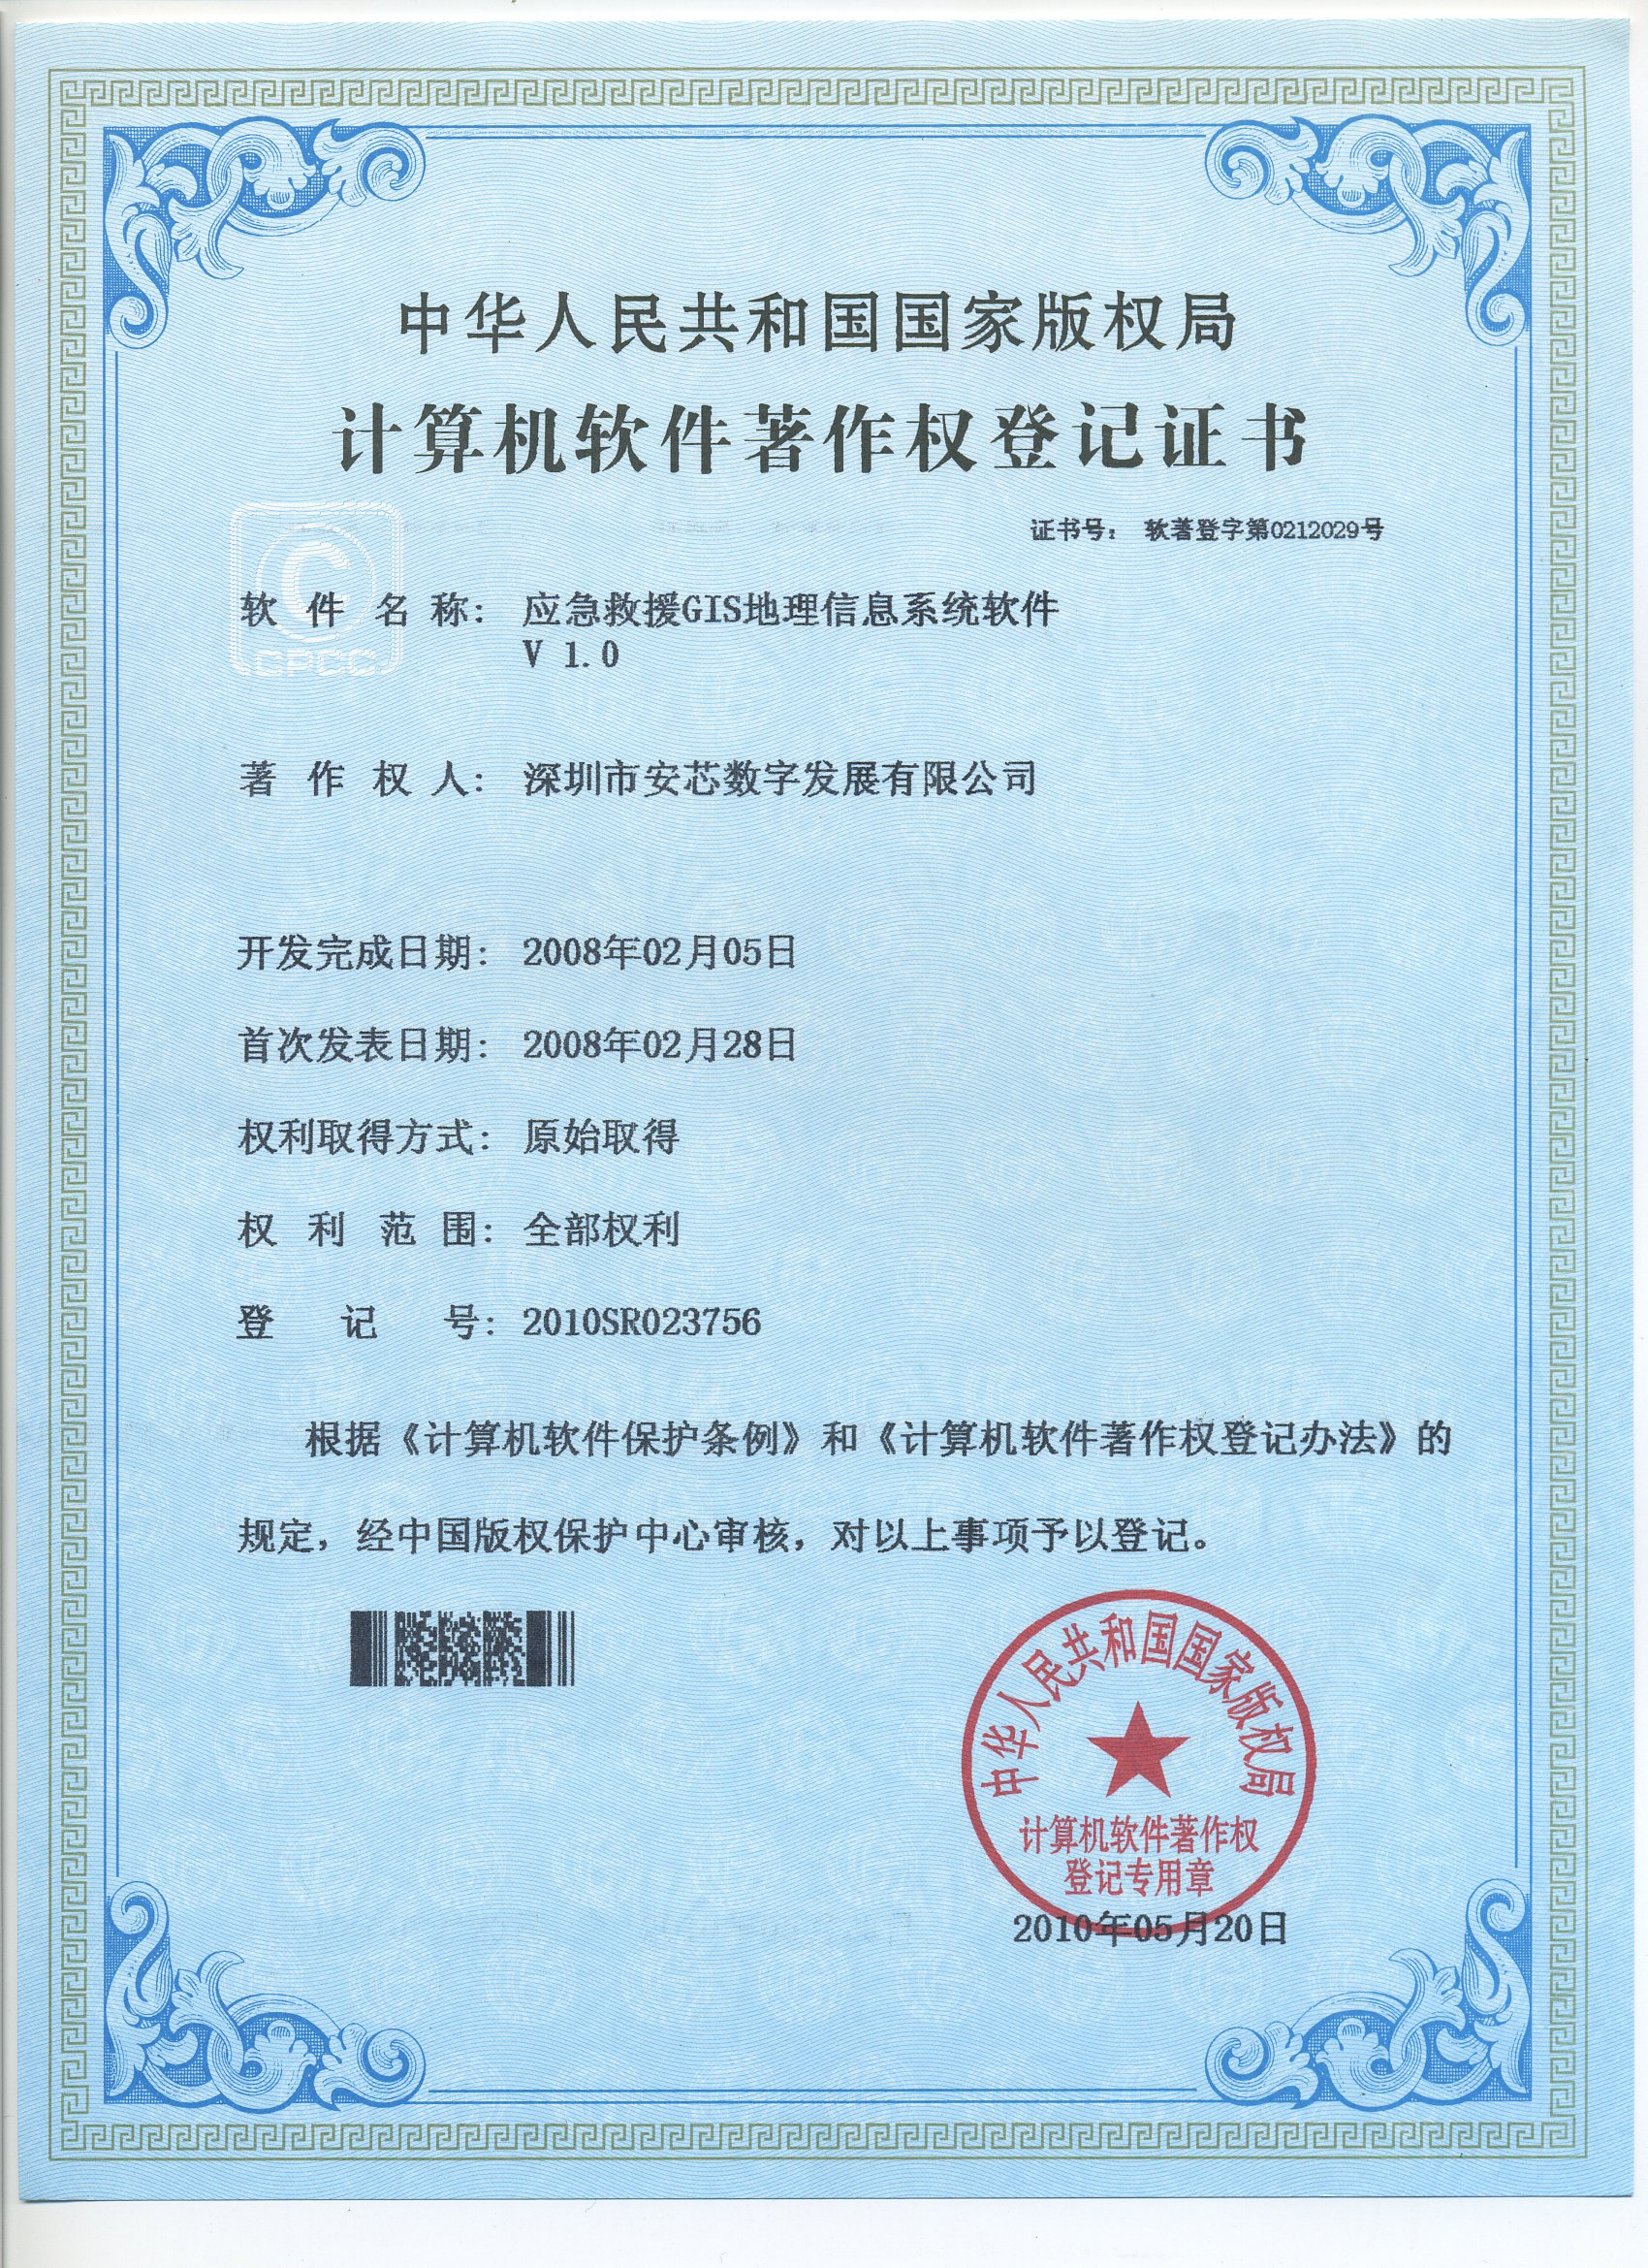 中华人民共和国国家版权局
计算机软件著作权登记证书
证书号： 软著登字第0212029号
软件名称： 应急救援GIS地理信息系统软件
V 1.0
CPCC
著作权人： 深圳市安芯数字发展有限公司
开发完成日期： 2008年02月05日
首次发表日期： 2008年02月28日
权利取得方式： 原始取得
权利范围： 全部权利
登记号： 2010SR023756
根据《计算机软件保护条例》和《计算机软件著作权登记办法》的
规定，经中国版权保护中心审核，对以上事项予以登记。
中华人民共和国国家版权局
计算机软件著作权
登记专用章
2010年05月20日